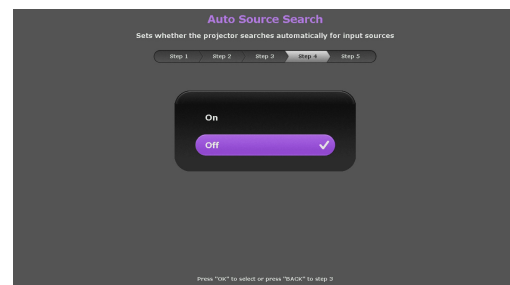 Auto Source Search
Sets whether the projector searches automatically for input sources
Step 1 Step 2 Step 3 Step 4 Step 5
On
Off
Press "OK" to select or press "BACK" to step 3